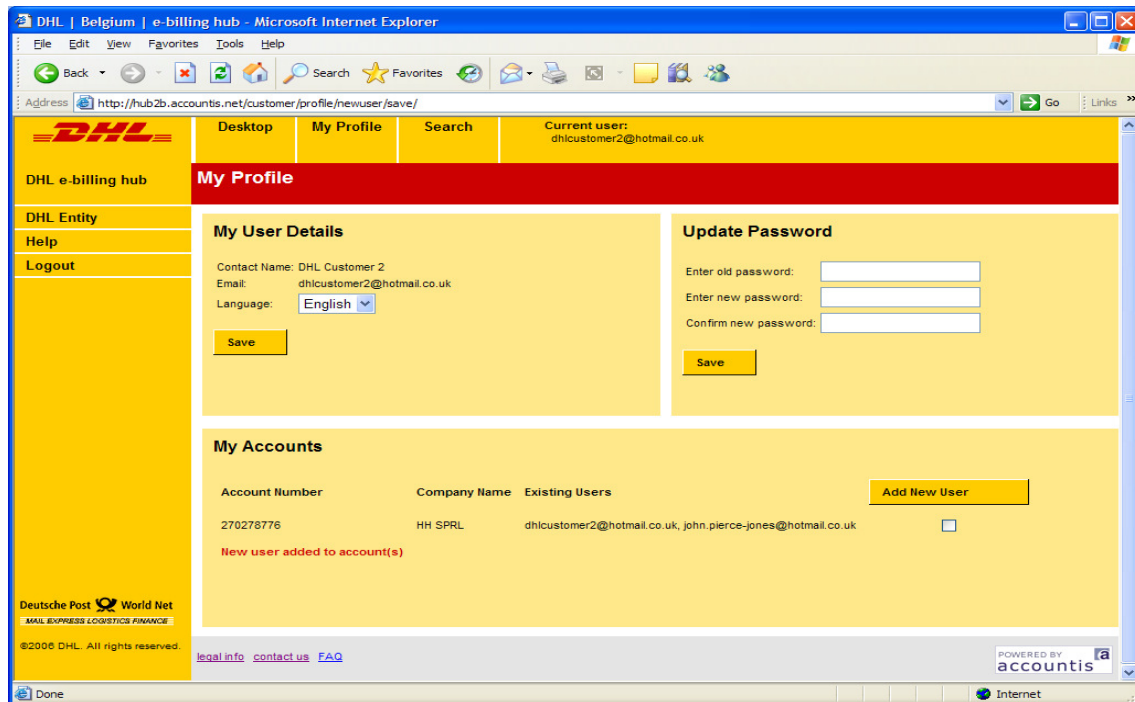 DHL | Belgium | e-billing hub - Microsoft Internet Explorer
File Edit View Favorites Tools Help
Back Search Favorites
Address http://hub2b.accountis.net/customer/profile/newuser/save/ Go Links »
DHL
Desktop My Profile Search Current user:
dhlcustomer2@hotmail.co.uk
DHL e-billing hub
My Profile
DHL Entity
Help
Logout
My User Details
Contact Name: DHL Customer 2
Email: dhlcustomer2@hotmail.co.uk
Language: English
Save
Update Password
Enter old password:
Enter new password:
Confirm new password:
Save
My Accounts
Account Number Company Name Existing Users Add New User
270278776 HH SPRL dhlcustomer2@hotmail.co.uk, john.pierce-jones@hotmail.co.uk
New user added to account(s)
Deutsche Post World Net
MAIL EXPRESS LOGISTICS FINANCE
©2006 DHL. All rights reserved.
legal info contact us FAQ
POWERED BY
accountis a
Done Internet